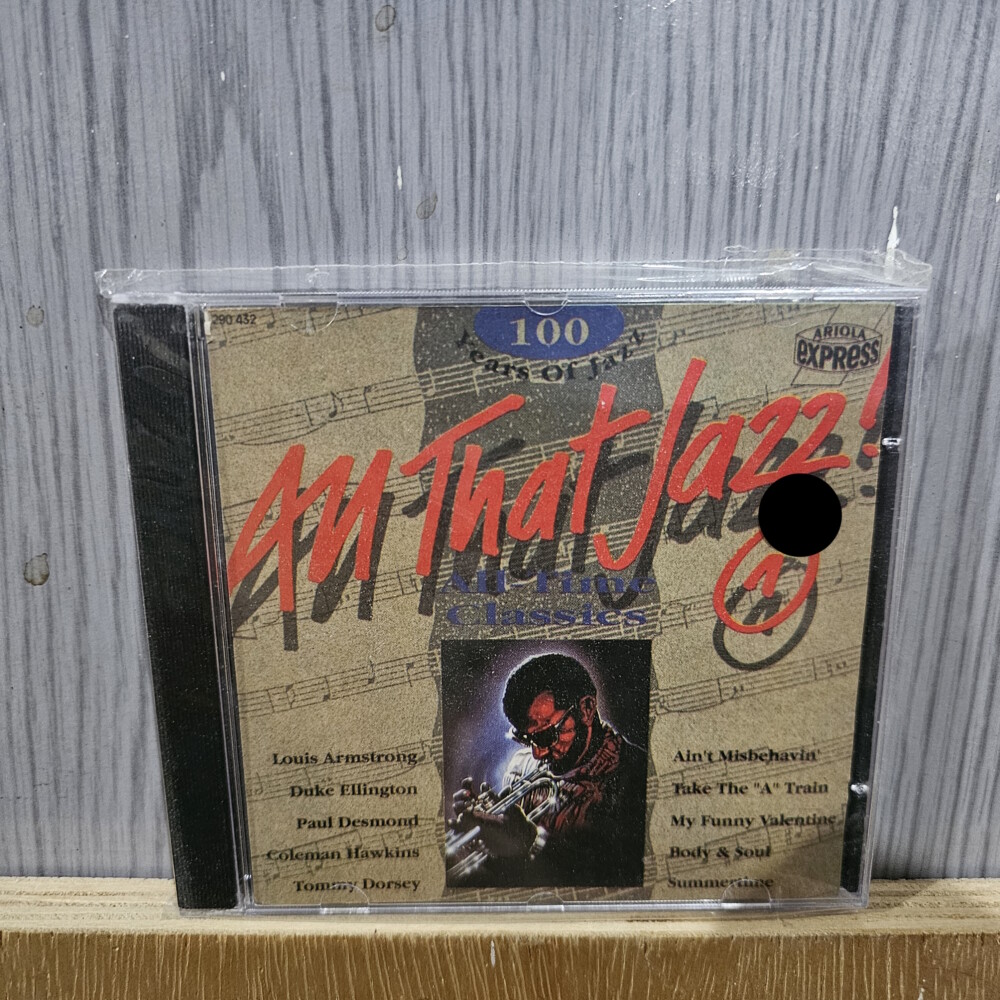 290 432
100
Years Of Jazz
ARIOLA
EXPRESS
All That Jazz!
1
All-Time
Classics
Louis Armstrong
Duke Ellington
Paul Desmond
Coleman Hawkins
Tommy Dorsey
Ain't Misbehavin'
Take The "A" Train
My Funny Valentine
Body & Soul
Summertime